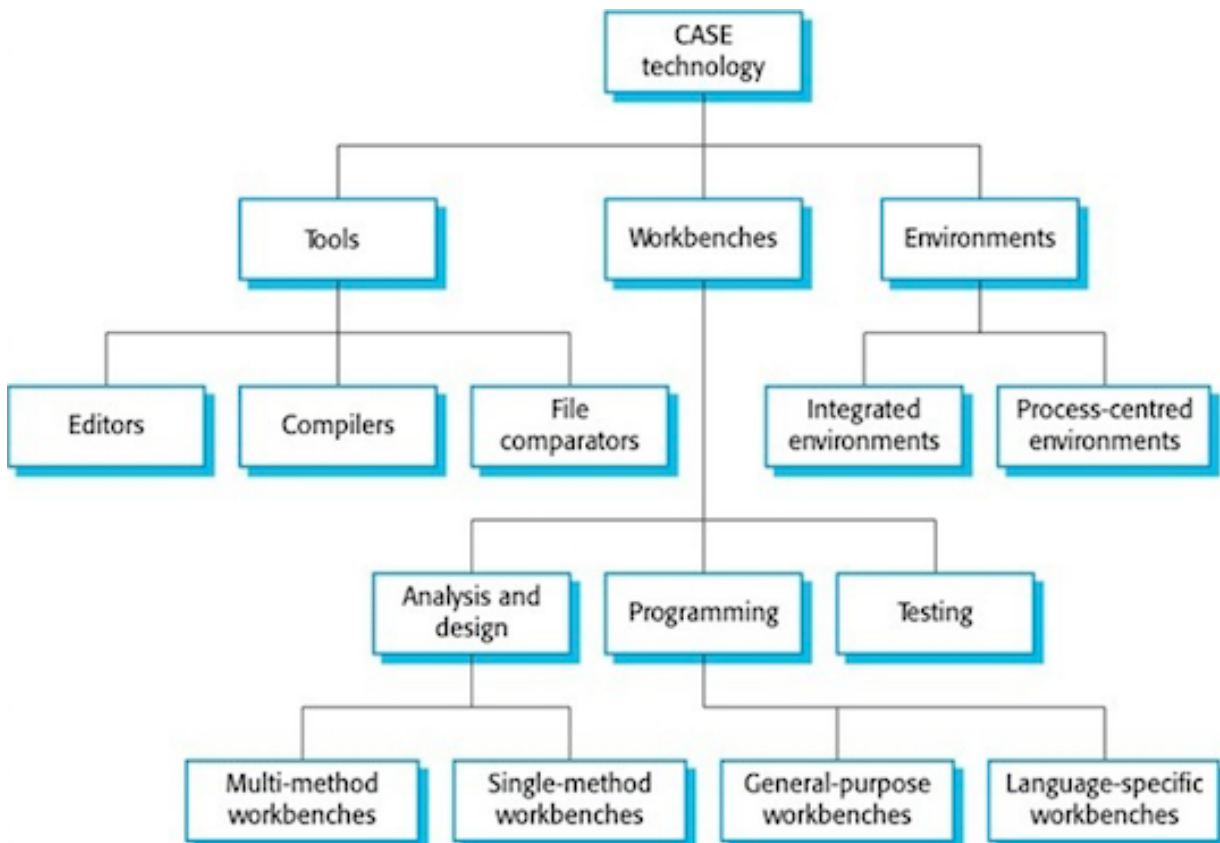 CASE
technology
Tools
Workbenches
Environments
Editors
Compilers
File
comparators
Integrated
environments
Process-centred
environments
Analysis and
design
Programming
Testing
Multi-method
workbenches
Single-method
workbenches
General-purpose
workbenches
Language-specific
workbenches